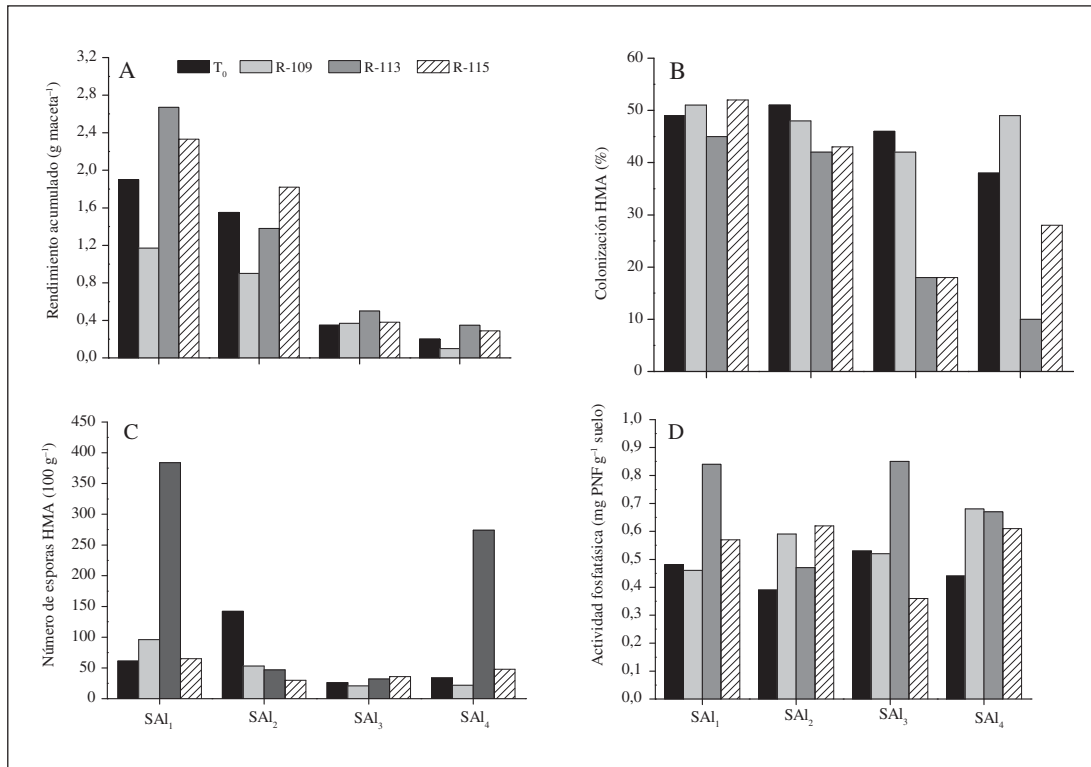 A
T0
R-109
R-113
R-115
3,2
2,8
2,4
2,0
1,6
1,2
0,8
0,4
0,0
Rendimiento acumulado (g maceta⁻¹)
B
60
50
40
30
20
10
0
Colonización HMA (%)
C
450
400
350
300
250
200
150
100
50
0
Número de esporas HMA (100 g⁻¹)
SAl₁
SAl₂
SAl₃
SAl₄
D
1,0
0,9
0,8
0,7
0,6
0,5
0,4
0,3
0,2
0,1
0,0
Actividad fosfatásica (mg PNF g⁻¹ suelo)
SAl₁
SAl₂
SAl₃
SAl₄